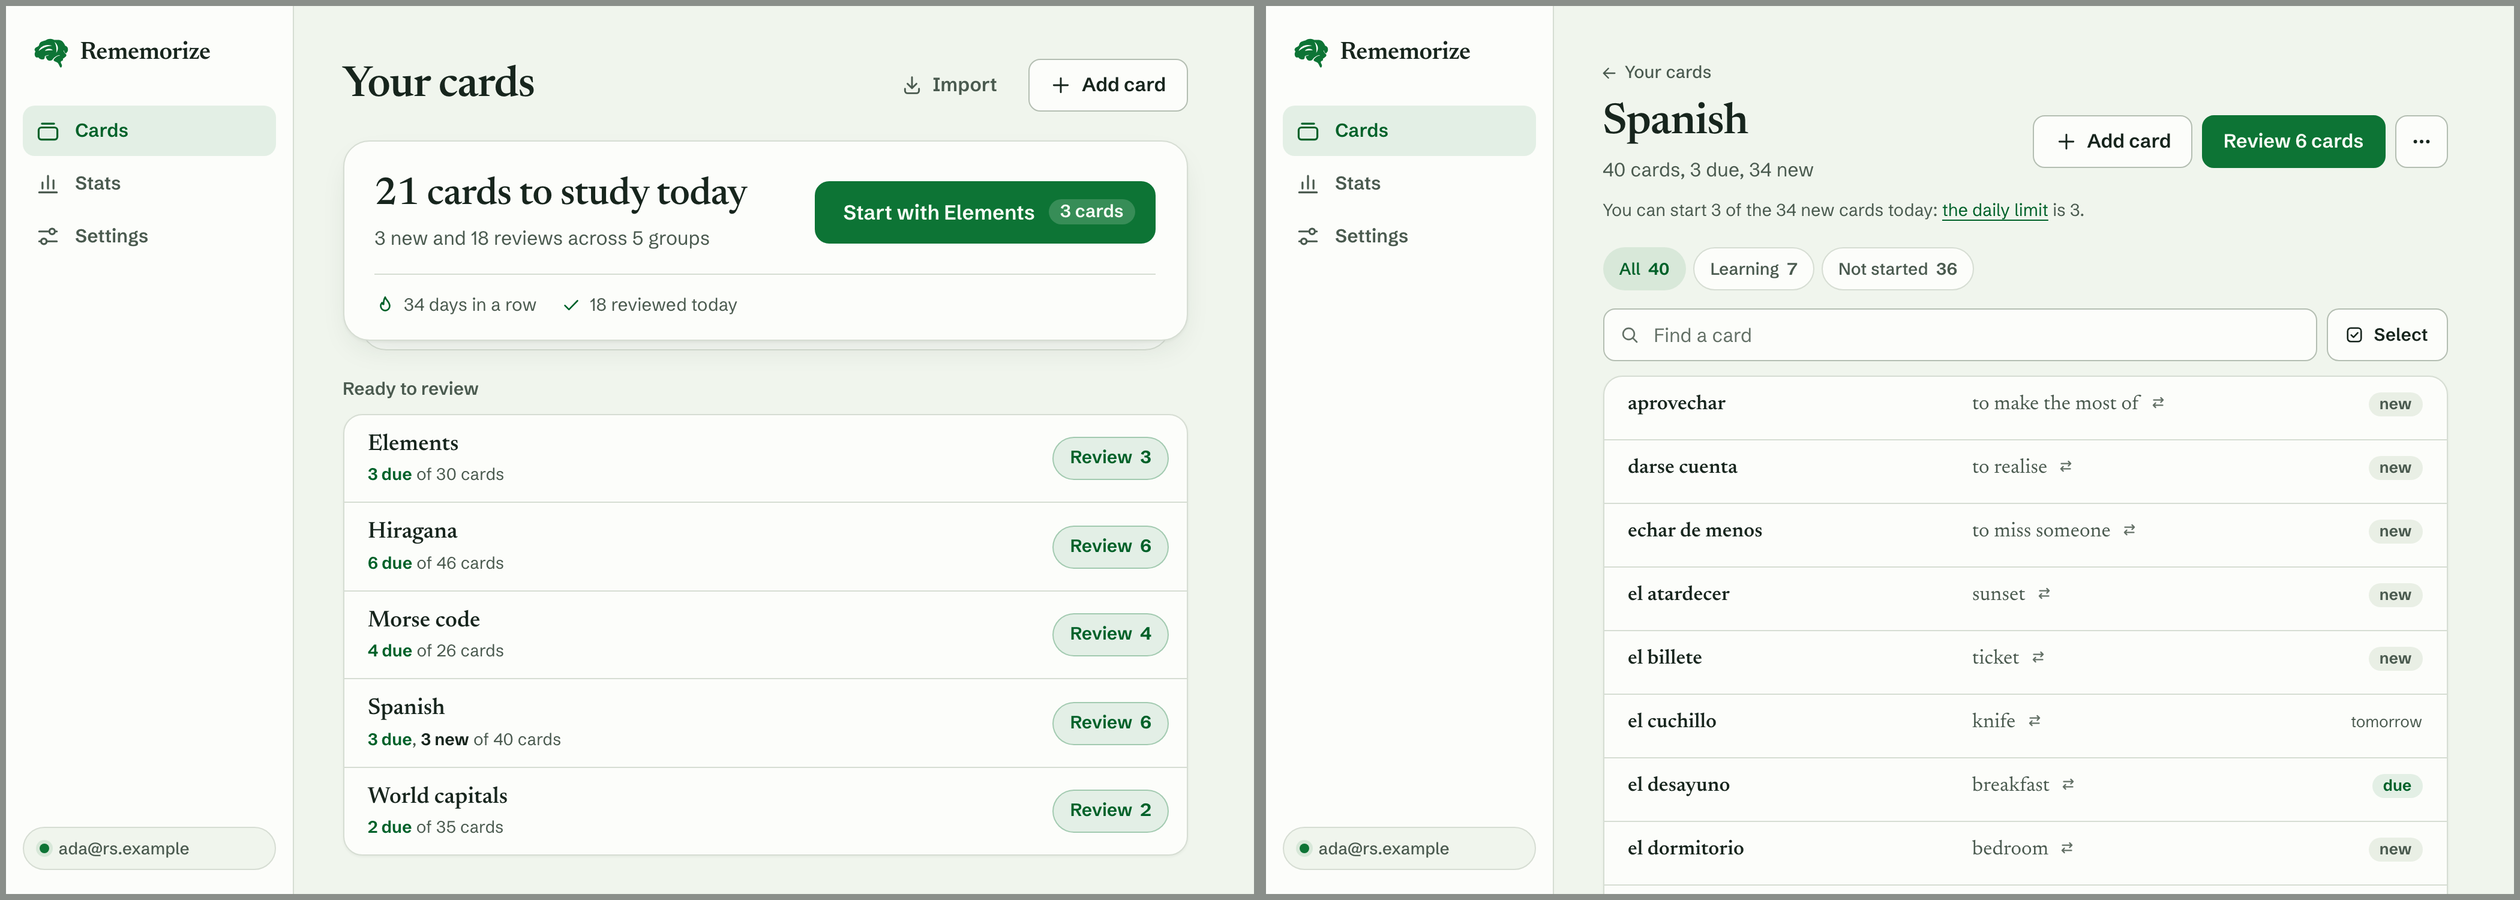 Rememorize
Cards
Stats
Settings
ada@rs.example
Your cards
Import
Add card
21 cards to study today
3 new and 18 reviews across 5 groups
Start with Elements 3 cards
34 days in a row
18 reviewed today
Ready to review
Elements
3 due of 30 cards
Review 3
Hiragana
6 due of 46 cards
Review 6
Morse code
4 due of 26 cards
Review 4
Spanish
3 due, 3 new of 40 cards
Review 6
World capitals
2 due of 35 cards
Review 2
Rememorize
Cards
Stats
Settings
ada@rs.example
Your cards
Spanish
40 cards, 3 due, 34 new
Add card
Review 6 cards
You can start 3 of the 34 new cards today: the daily limit is 3.
All 40
Learning 7
Not started 36
Find a card
Select
aprovechar to make the most of new
darse cuenta to realise new
echar de menos to miss someone new
el atardecer sunset new
el billete ticket new
el cuchillo knife tomorrow
el desayuno breakfast due
el dormitorio bedroom new